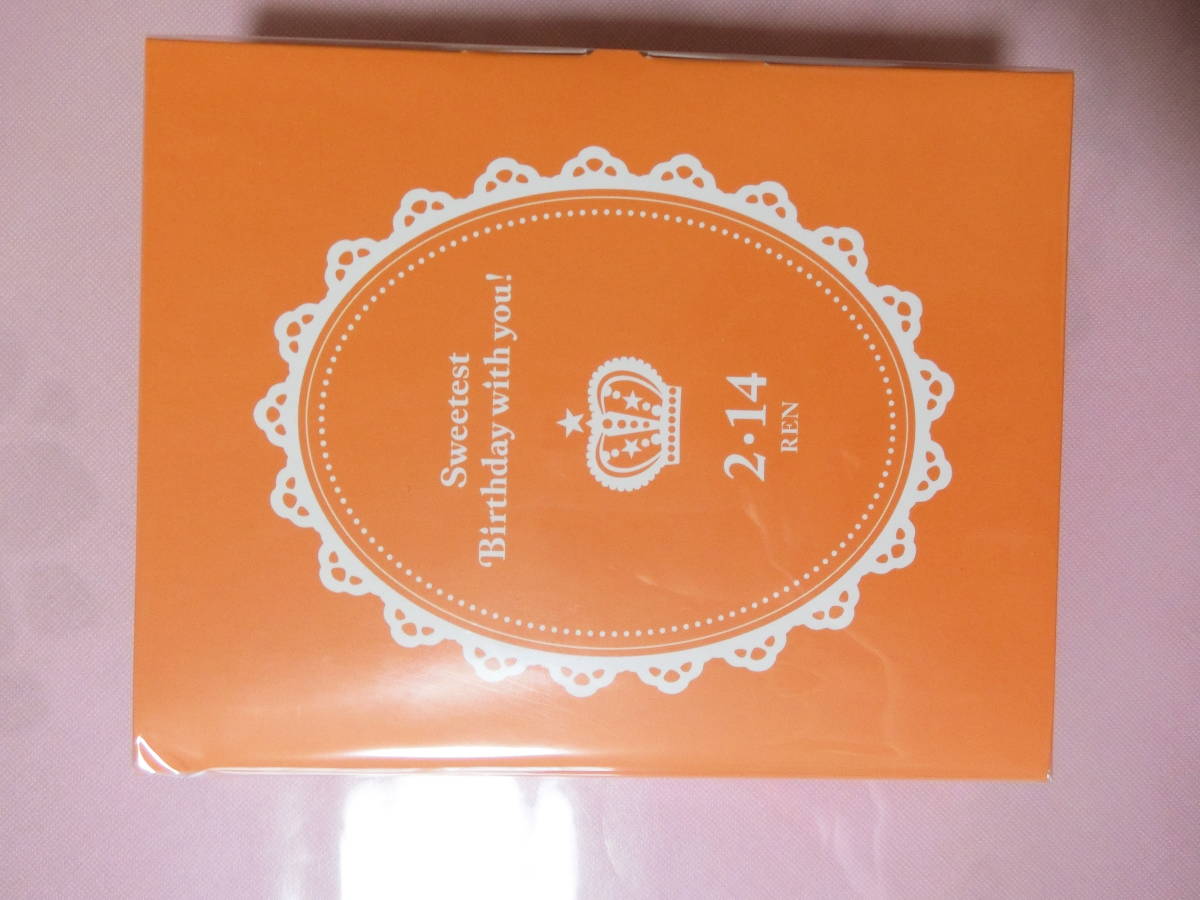 Sweetest
Birthday with you!
2・14
REN